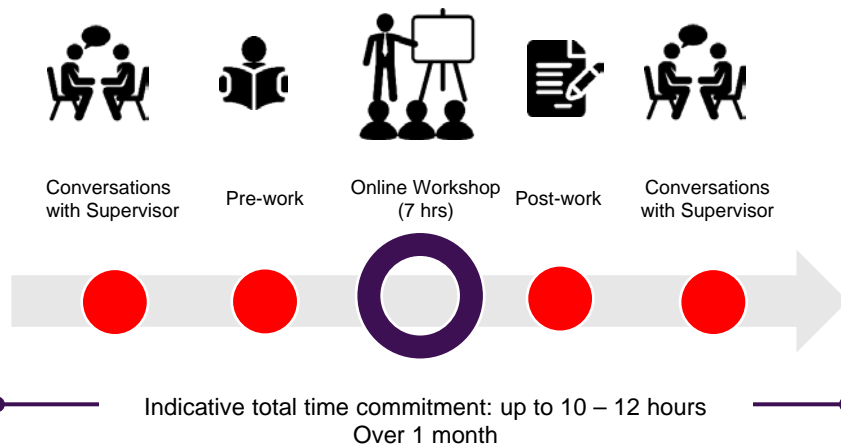 Conversations
with Supervisor
Pre-work
Online Workshop
(7 hrs)
Post-work
Conversations
with Supervisor
Indicative total time commitment: up to 10 – 12 hours
Over 1 month